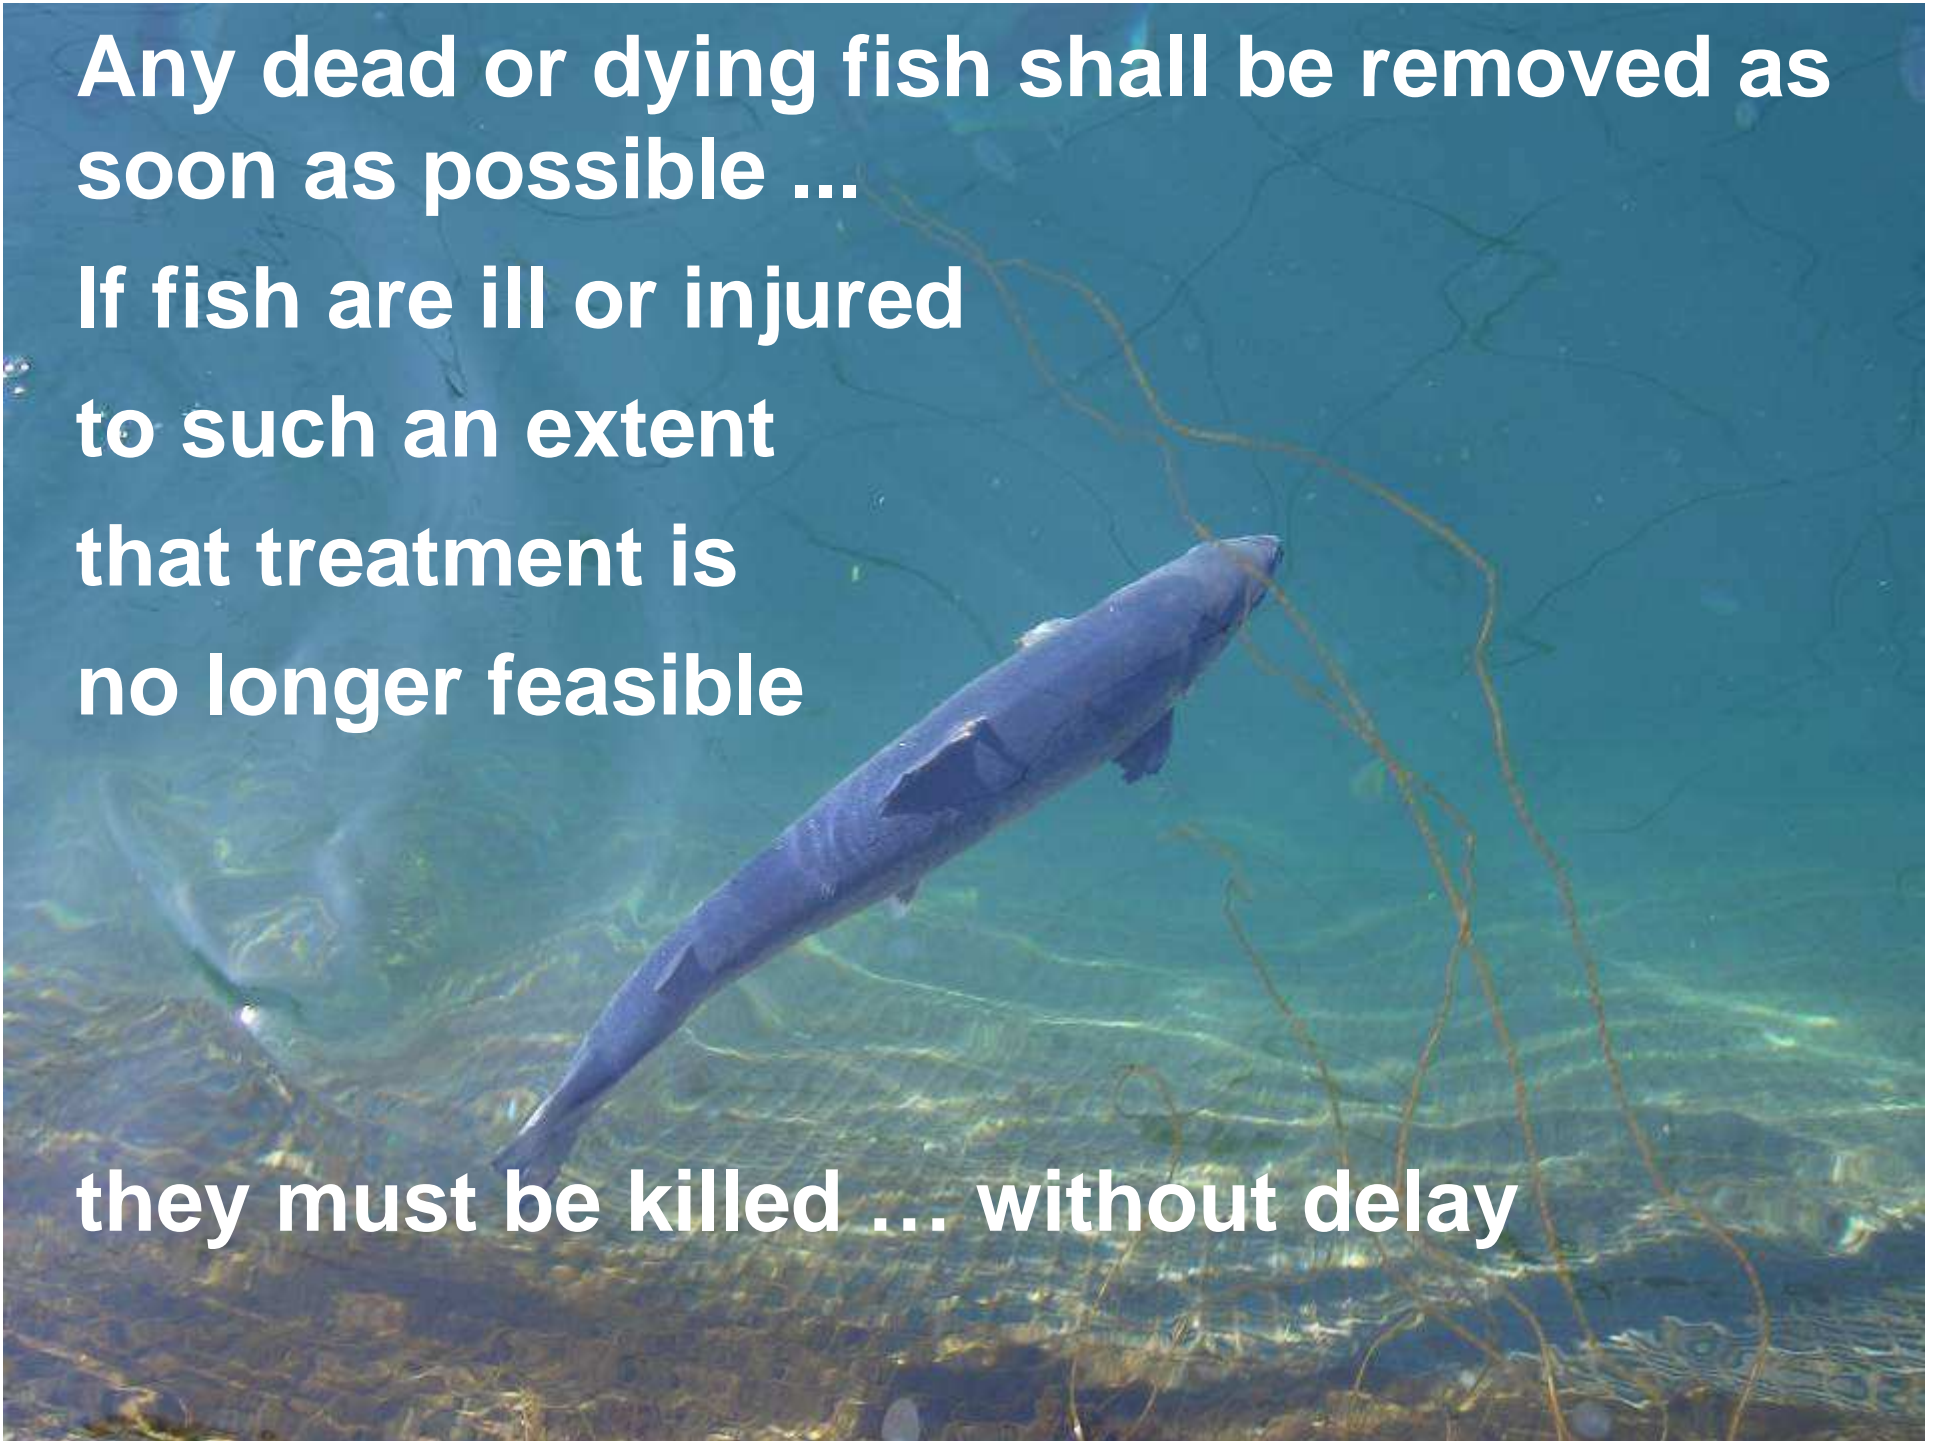 Any dead or dying fish shall be removed as
soon as possible ...
If fish are ill or injured
to such an extent
that treatment is
no longer feasible
they must be killed … without delay